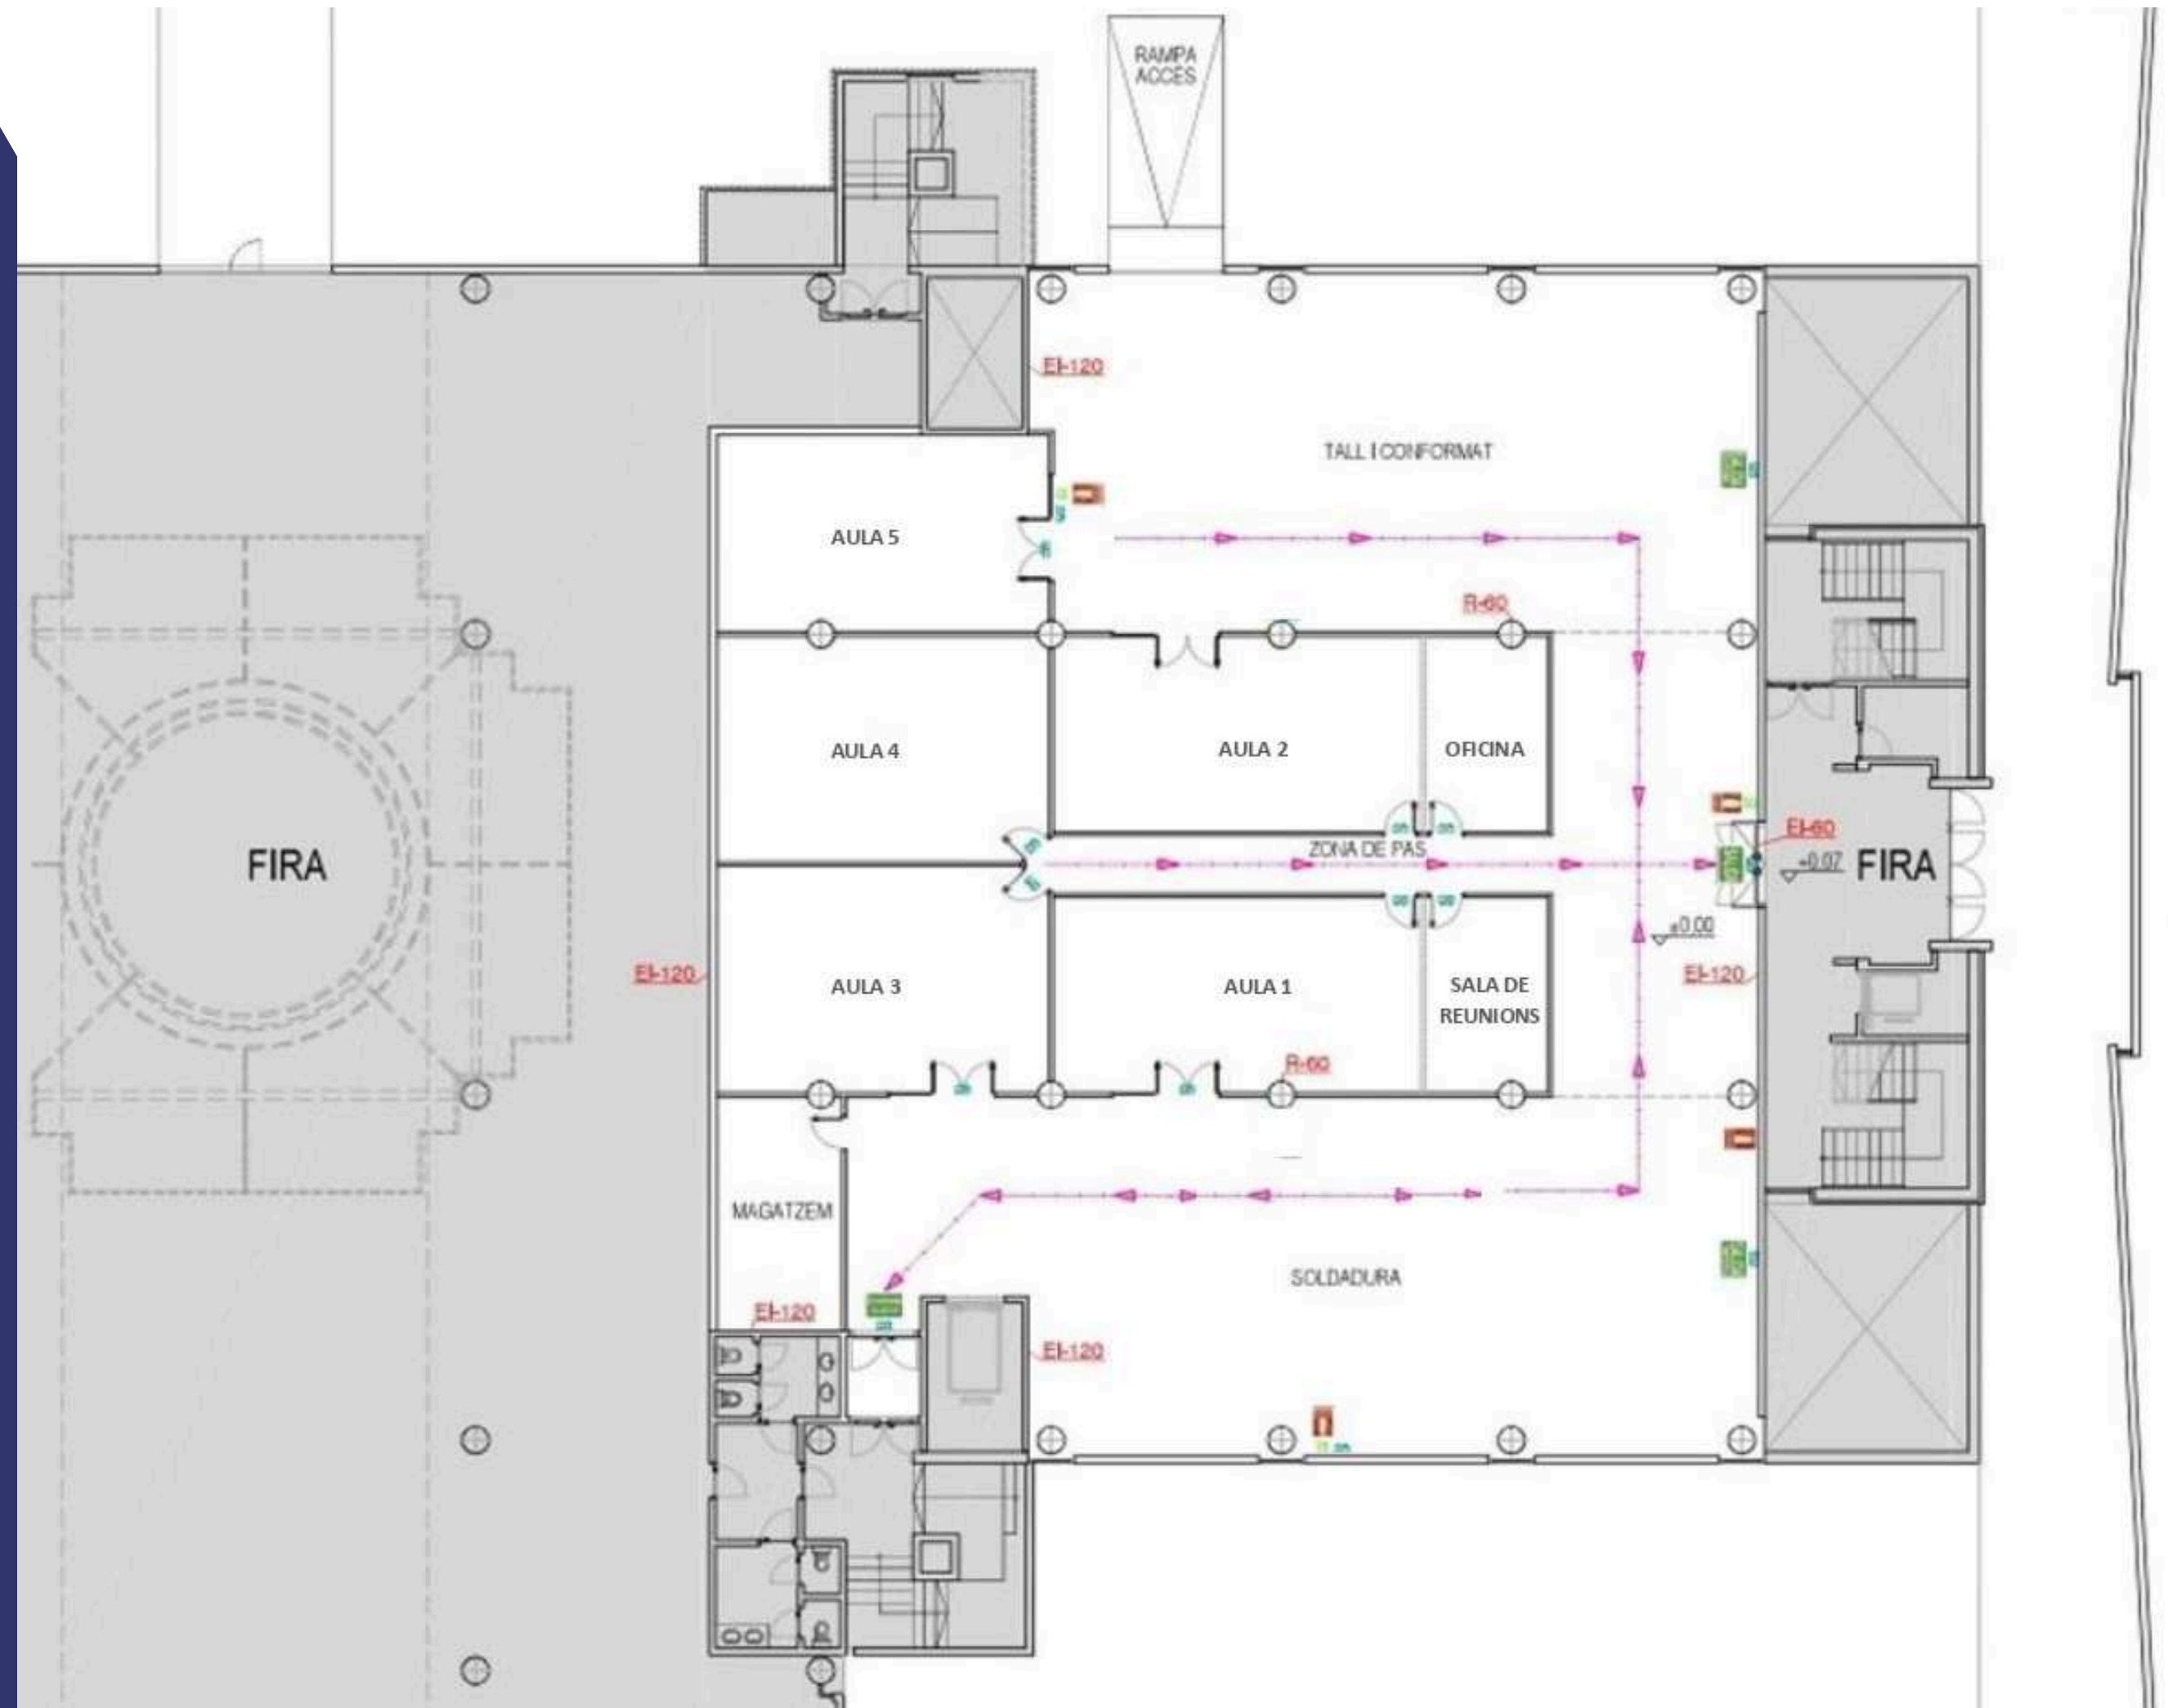 RAMPA
ACCÉS
EI-120
TALL I CONFORMAT
AULA 5
R-60
AULA 4
AULA 2
OFICINA
EI-60
ZONA DE PAS
FIRA
+0.07
FIRA
±0.00
EI-120
EI-120
AULA 3
AULA 1
SALA DE
REUNIONS
R-60
MAGATZEM
SOLDADURA
EI-120
EI-120